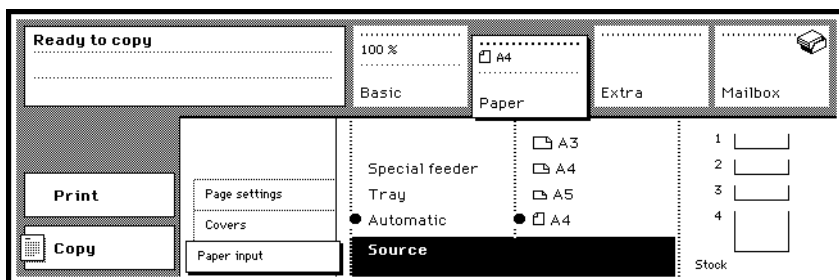 Ready to copy
100 %
Basic
A4
Paper
Extra
Mailbox
Print
Copy
Page settings
Covers
Paper input
Special feeder
Tray
Automatic
Source
A3
A4
A5
A4
1
2
3
4
Stock